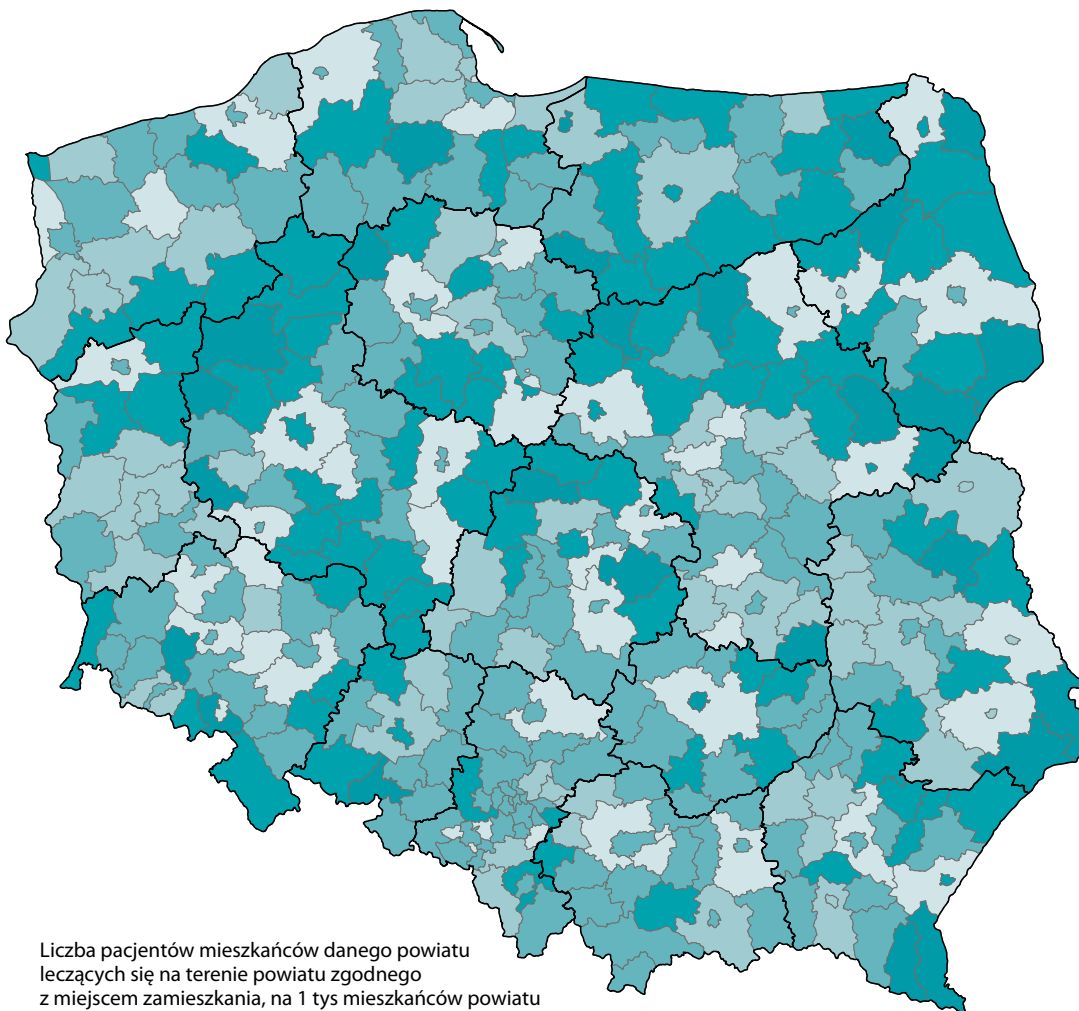 Liczba pacjentów mieszkańców danego powiatu
leczących się na terenie powiatu zgodnego
z miejscem zamieszkania, na 1 tys mieszkańców powiatu